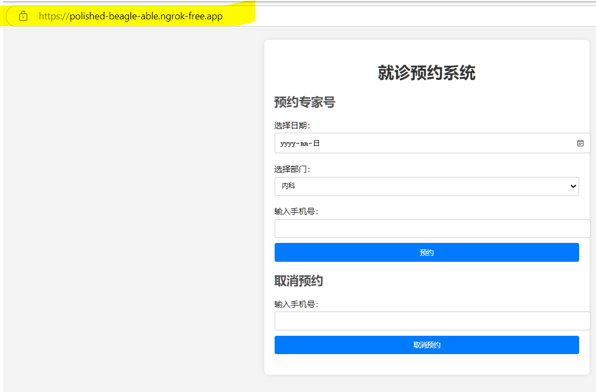 https://polished-beagle-able.ngrok-free.app
就诊预约系统
预约专家号
选择日期：
yyyy-mm-日
选择部门：
内科
输入手机号：
预约
取消预约
输入手机号：
取消预约